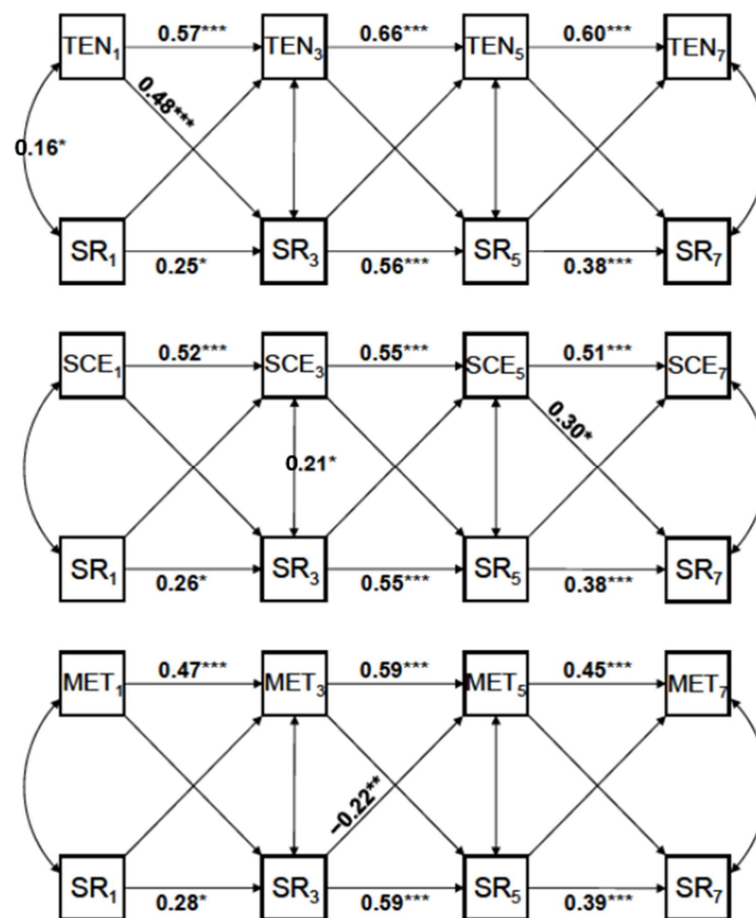 TEN₁ 0.57*** TEN₃ 0.66*** TEN₅ 0.60*** TEN₇
0.48***
0.16*
SR₁ 0.25* SR₃ 0.56*** SR₅ 0.38*** SR₇
SCE₁ 0.52*** SCE₃ 0.55*** SCE₅ 0.51*** SCE₇
0.30*
0.21*
SR₁ 0.26* SR₃ 0.55*** SR₅ 0.38*** SR₇
MET₁ 0.47*** MET₃ 0.59*** MET₅ 0.45*** MET₇
−0.22**
SR₁ 0.28* SR₃ 0.59*** SR₅ 0.39*** SR₇